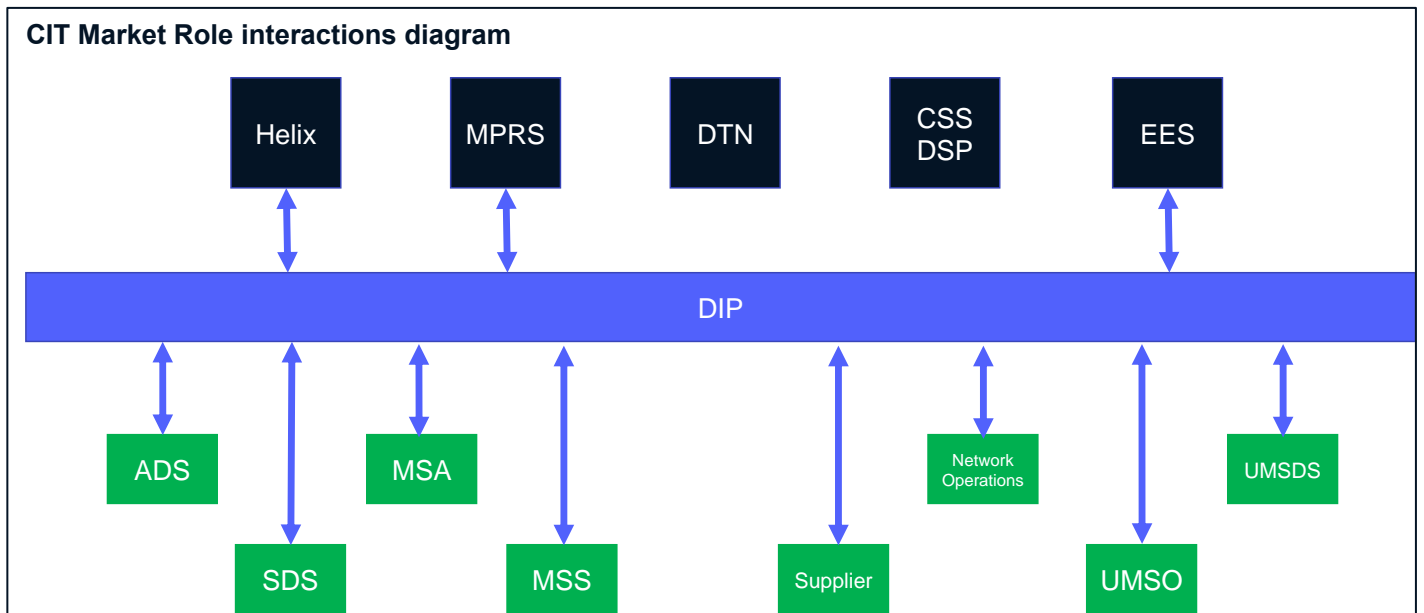 CIT Market Role interactions diagram
Helix
MPRS
DTN
CSS
DSP
EES
DIP
ADS
MSA
Network
Operations
UMSDS
SDS
MSS
Supplier
UMSO